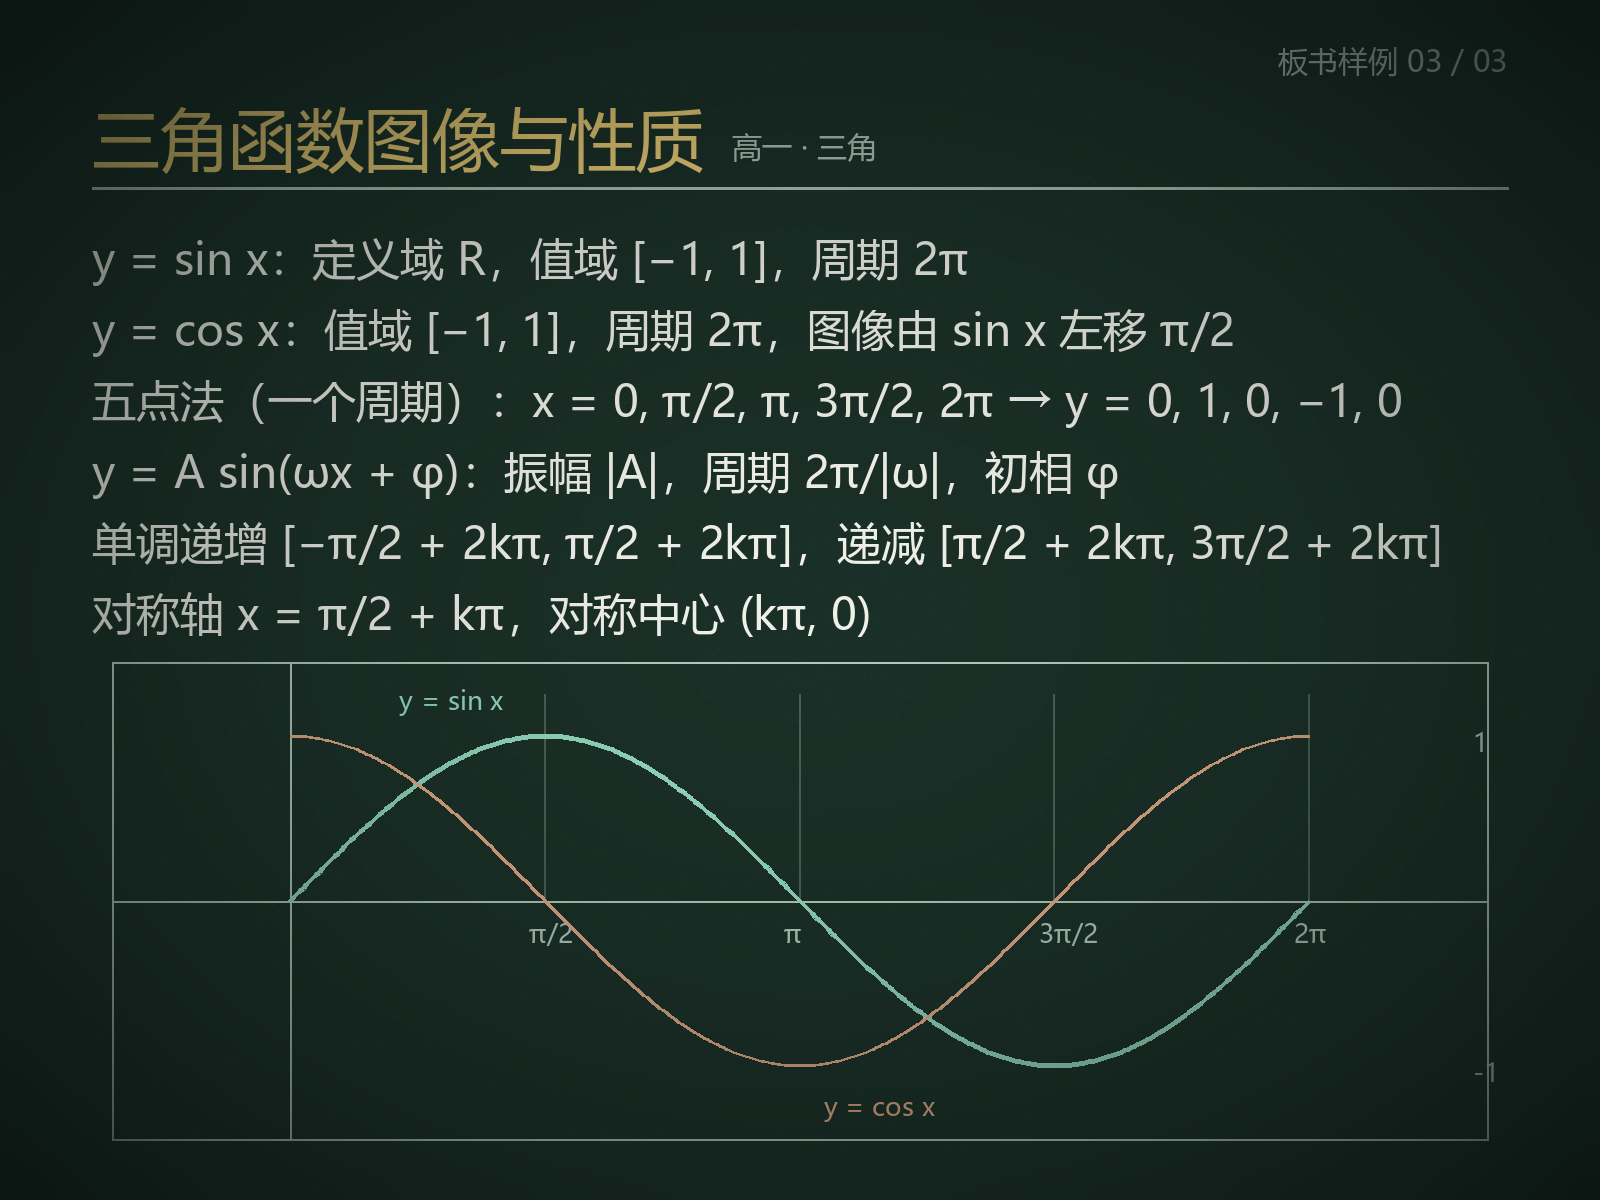 板书样例 03 / 03
三角函数图像与性质 高一 · 三角
y = sin x：定义域 R，值域 [−1, 1]，周期 2π
y = cos x：值域 [−1, 1]，周期 2π，图像由 sin x 左移 π/2
五点法（一个周期）：x = 0, π/2, π, 3π/2, 2π → y = 0, 1, 0, −1, 0
y = A sin(ωx + φ)：振幅 |A|，周期 2π/|ω|，初相 φ
单调递增 [−π/2 + 2kπ, π/2 + 2kπ]，递减 [π/2 + 2kπ, 3π/2 + 2kπ]
对称轴 x = π/2 + kπ，对称中心 (kπ, 0)
y = sin x
1
π/2 π 3π/2 2π
-1
y = cos x